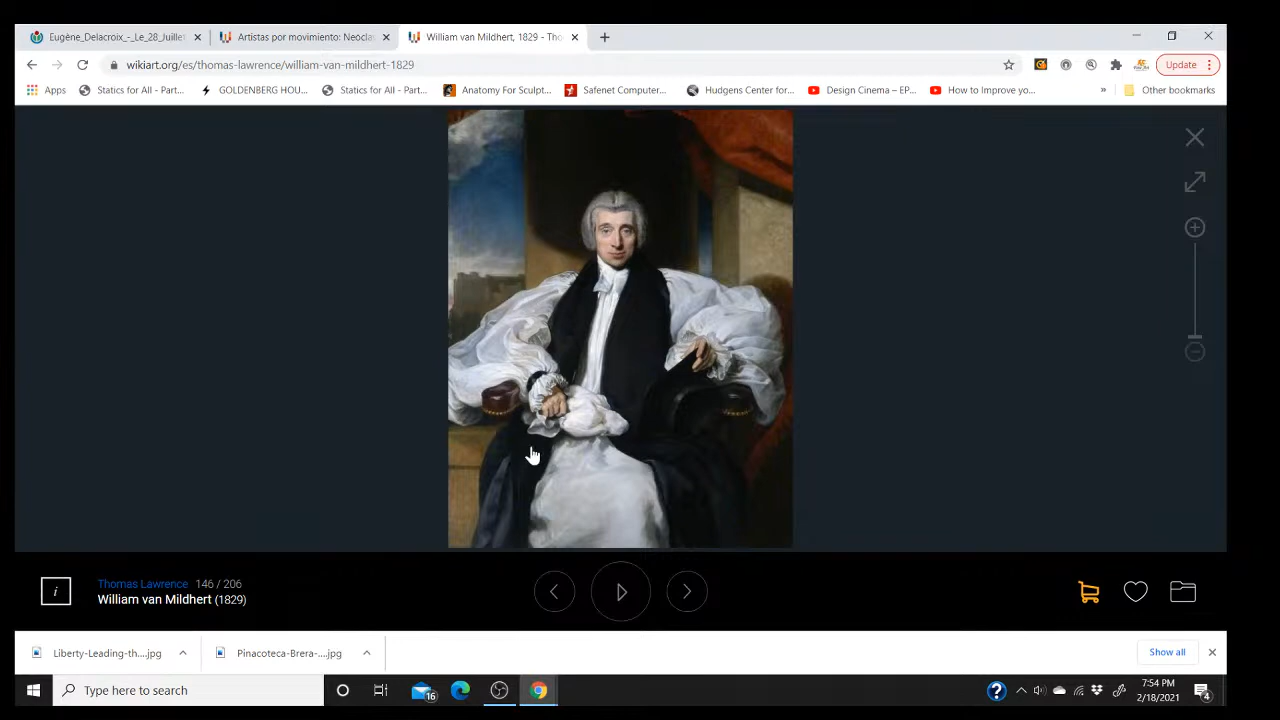 Eugène_Delacroix_-_Le_28_Juillet
Artistas por movimiento: Neocla
William van Mildhert, 1829 - Tho
wikiart.org/es/thomas-lawrence/william-van-mildhert-1829
Update
Apps
Statics for All - Part...
GOLDENBERG HOU...
Statics for All - Part...
Anatomy For Sculpt...
Safenet Computer...
Hudgens Center for...
Design Cinema – EP...
How to Improve yo...
»
Other bookmarks
i
Thomas Lawrence 146 / 206
William van Mildhert (1829)
Liberty-Leading-th....jpg
Pinacoteca-Brera-....jpg
Show all
Type here to search
16
7:54 PM
2/18/2021
4